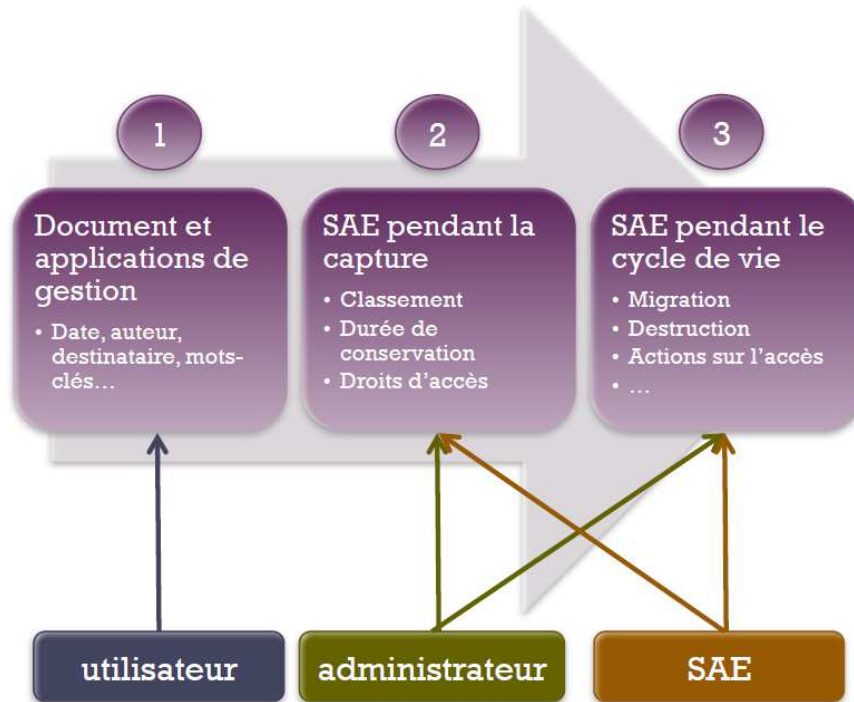 1
2
3
Document et
applications de
gestion
• Date, auteur,
destinataire, mots-
clés…
SAE pendant la
capture
• Classement
• Durée de
conservation
• Droits d'accès
SAE pendant le
cycle de vie
• Migration
• Destruction
• Actions sur l'accès
• …
utilisateur
administrateur
SAE